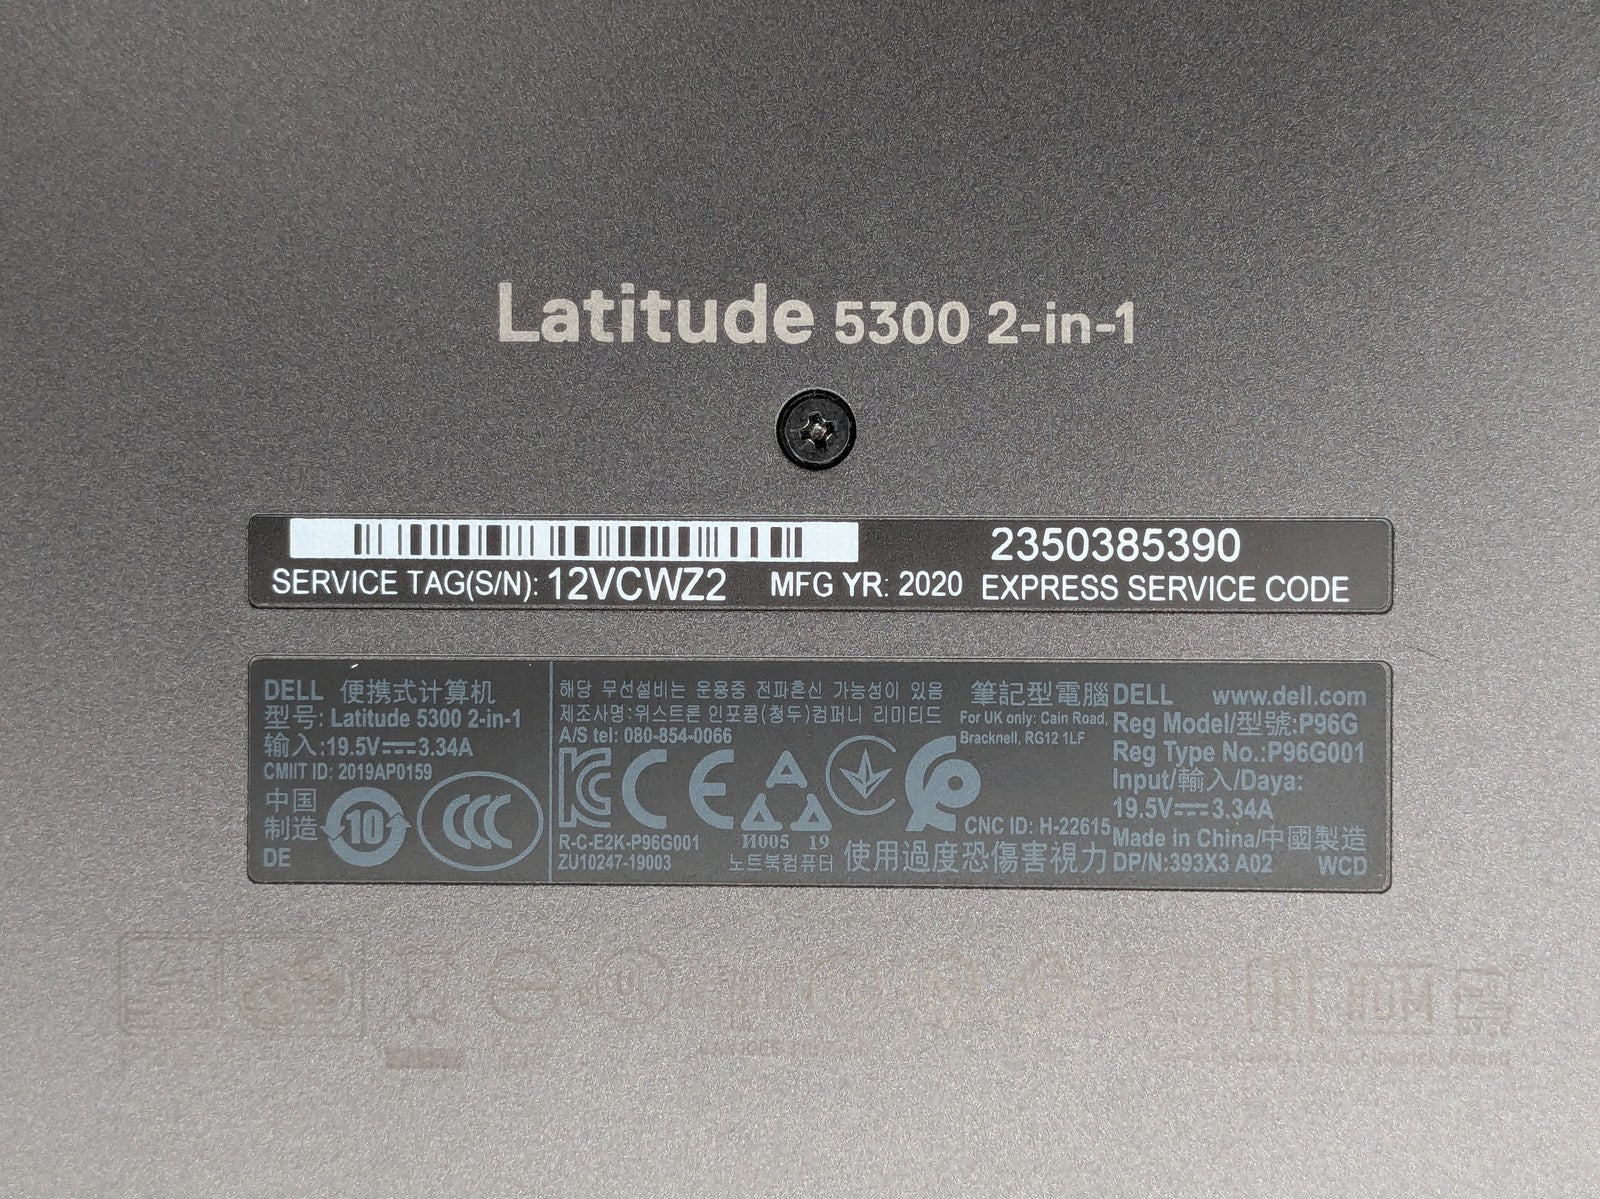 Latitude 5300 2-in-1
2350385390
SERVICE TAG(S/N): 12VCWZ2 MFG YR: 2020 EXPRESS SERVICE CODE
DELL 便携式计算机
型号: Latitude 5300 2-in-1
输入:19.5V 3.34A
CMIIT ID: 2019AP0159
中国
制造
10
CCC
DE
해당 무선설비는 운용중 전파혼신 가능성이 있음
제조사명:위스트론 인포콤(청두)컴퍼니 리미티드
A/S tel: 080-854-0066
R-C-E2K-P96G001
ZU10247-19003
И005 19
노트북컴퓨터
筆記型電腦
For UK only: Cain Road,
Bracknell, RG12 1LF
CNC ID: H-22615
使用過度恐傷害視力
DELL www.dell.com
Reg Model/型號:P96G
Reg Type No.:P96G001
Input/輸入/Daya:
19.5V 3.34A
Made in China/中國製造
DP/N:393X3 A02 WCD